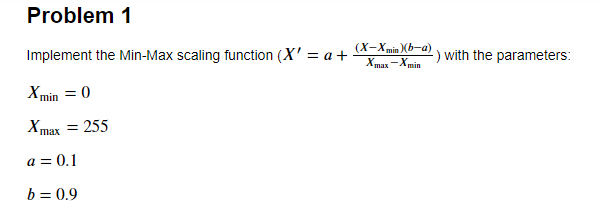 Problem 1
Implement the Min-Max scaling function (X′ = a + (X−Xmin)(b−a) / Xmax−Xmin ) with the parameters:
Xmin = 0
Xmax = 255
a = 0.1
b = 0.9